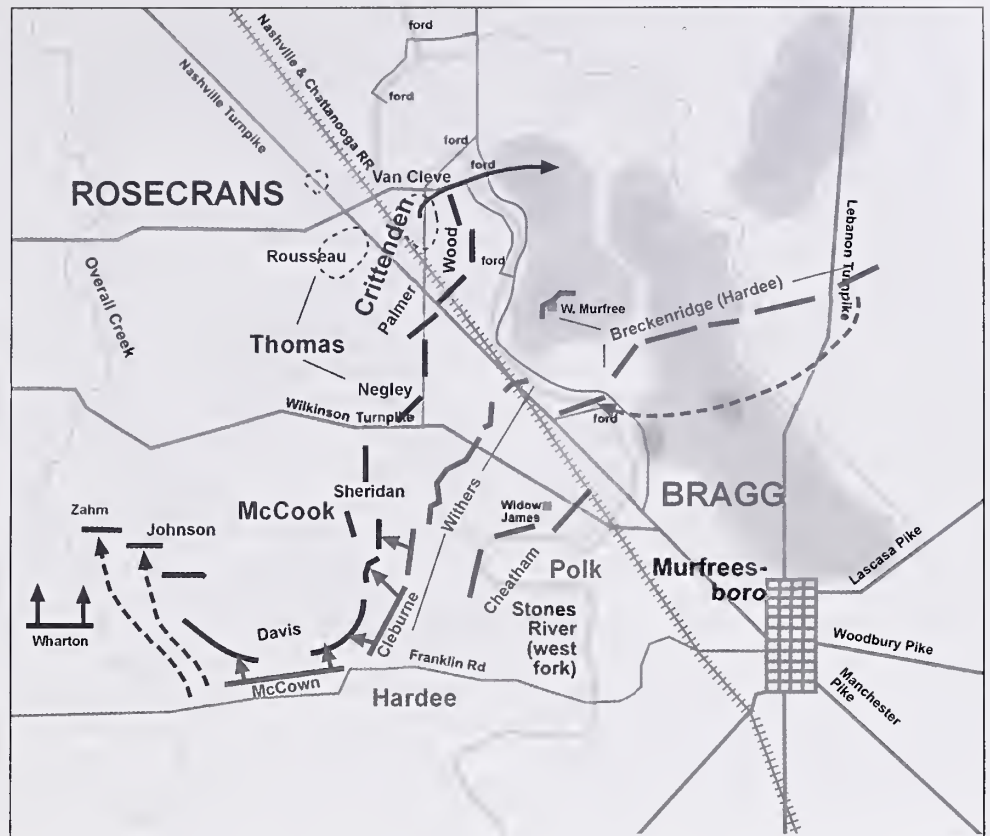 ford
Nashville & Chattanooga RR
Nashville Turnpike
ford
ford
ford
Van Cleve
ROSECRANS
Crittenden
Wood
Rousseau
ford
Lebanon Turnpike
Overall Creek
Palmer
W. Murfree
Breckenridge (Hardee)
Thomas
Negley
Wilkinson Turnpike
ford
Sheridan
McCook
Withers
BRAGG
Zahm
Johnson
Widow
James
Lascasa Pike
Cheatham
Polk
Murfrees-
boro
Cleburne
Stones
River
(west
fork)
Wharton
Davis
Woodbury Pike
Franklin Rd
McCown
Hardee
Manchester
Pike